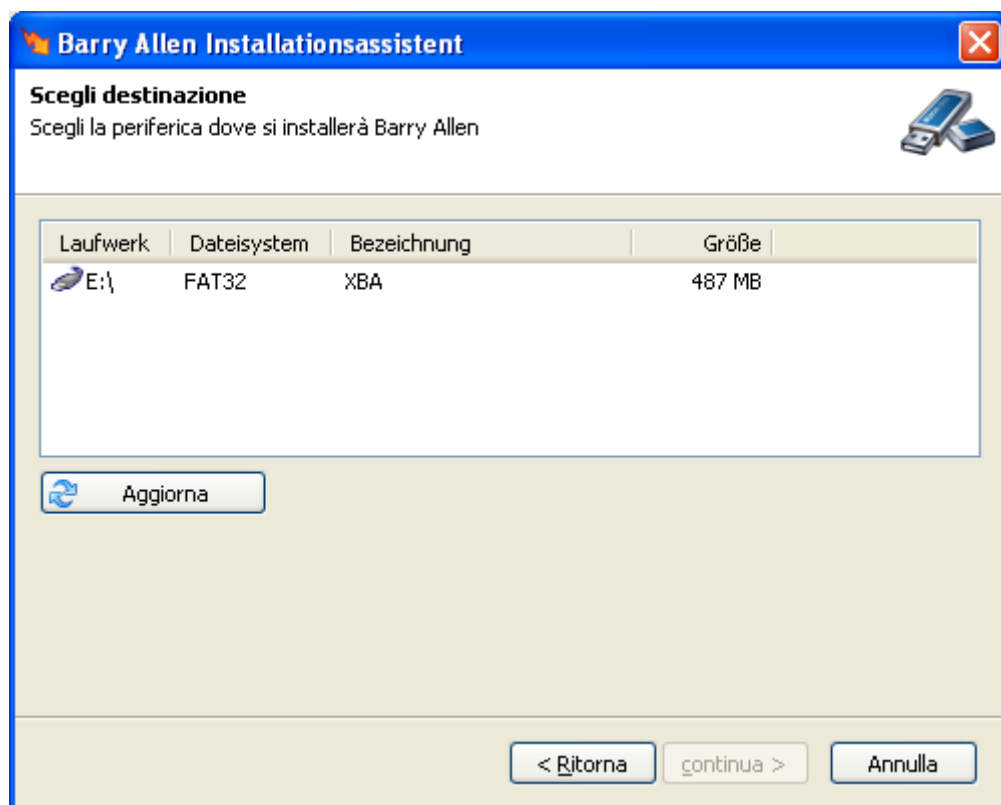 Barry Allen Installationsassistent
Scegli destinazione
Scegli la periferica dove si installerà Barry Allen
Laufwerk Dateisystem Bezeichnung Größe
E:\ FAT32 XBA 487 MB
Aggiorna
< Ritorna continua > Annulla